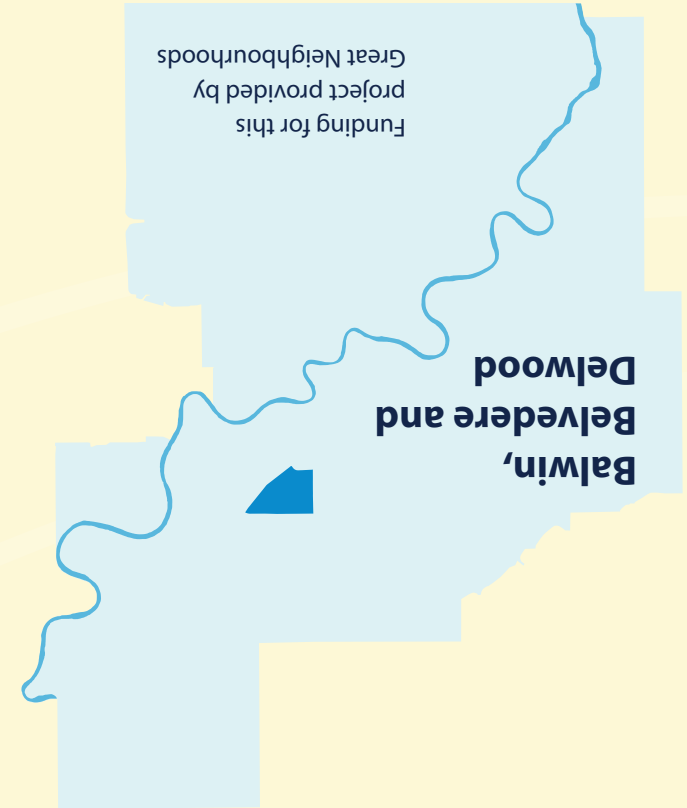 Balwin,
Belvedere and
Delwood
Funding for this
project provided by
Great Neighbourhoods